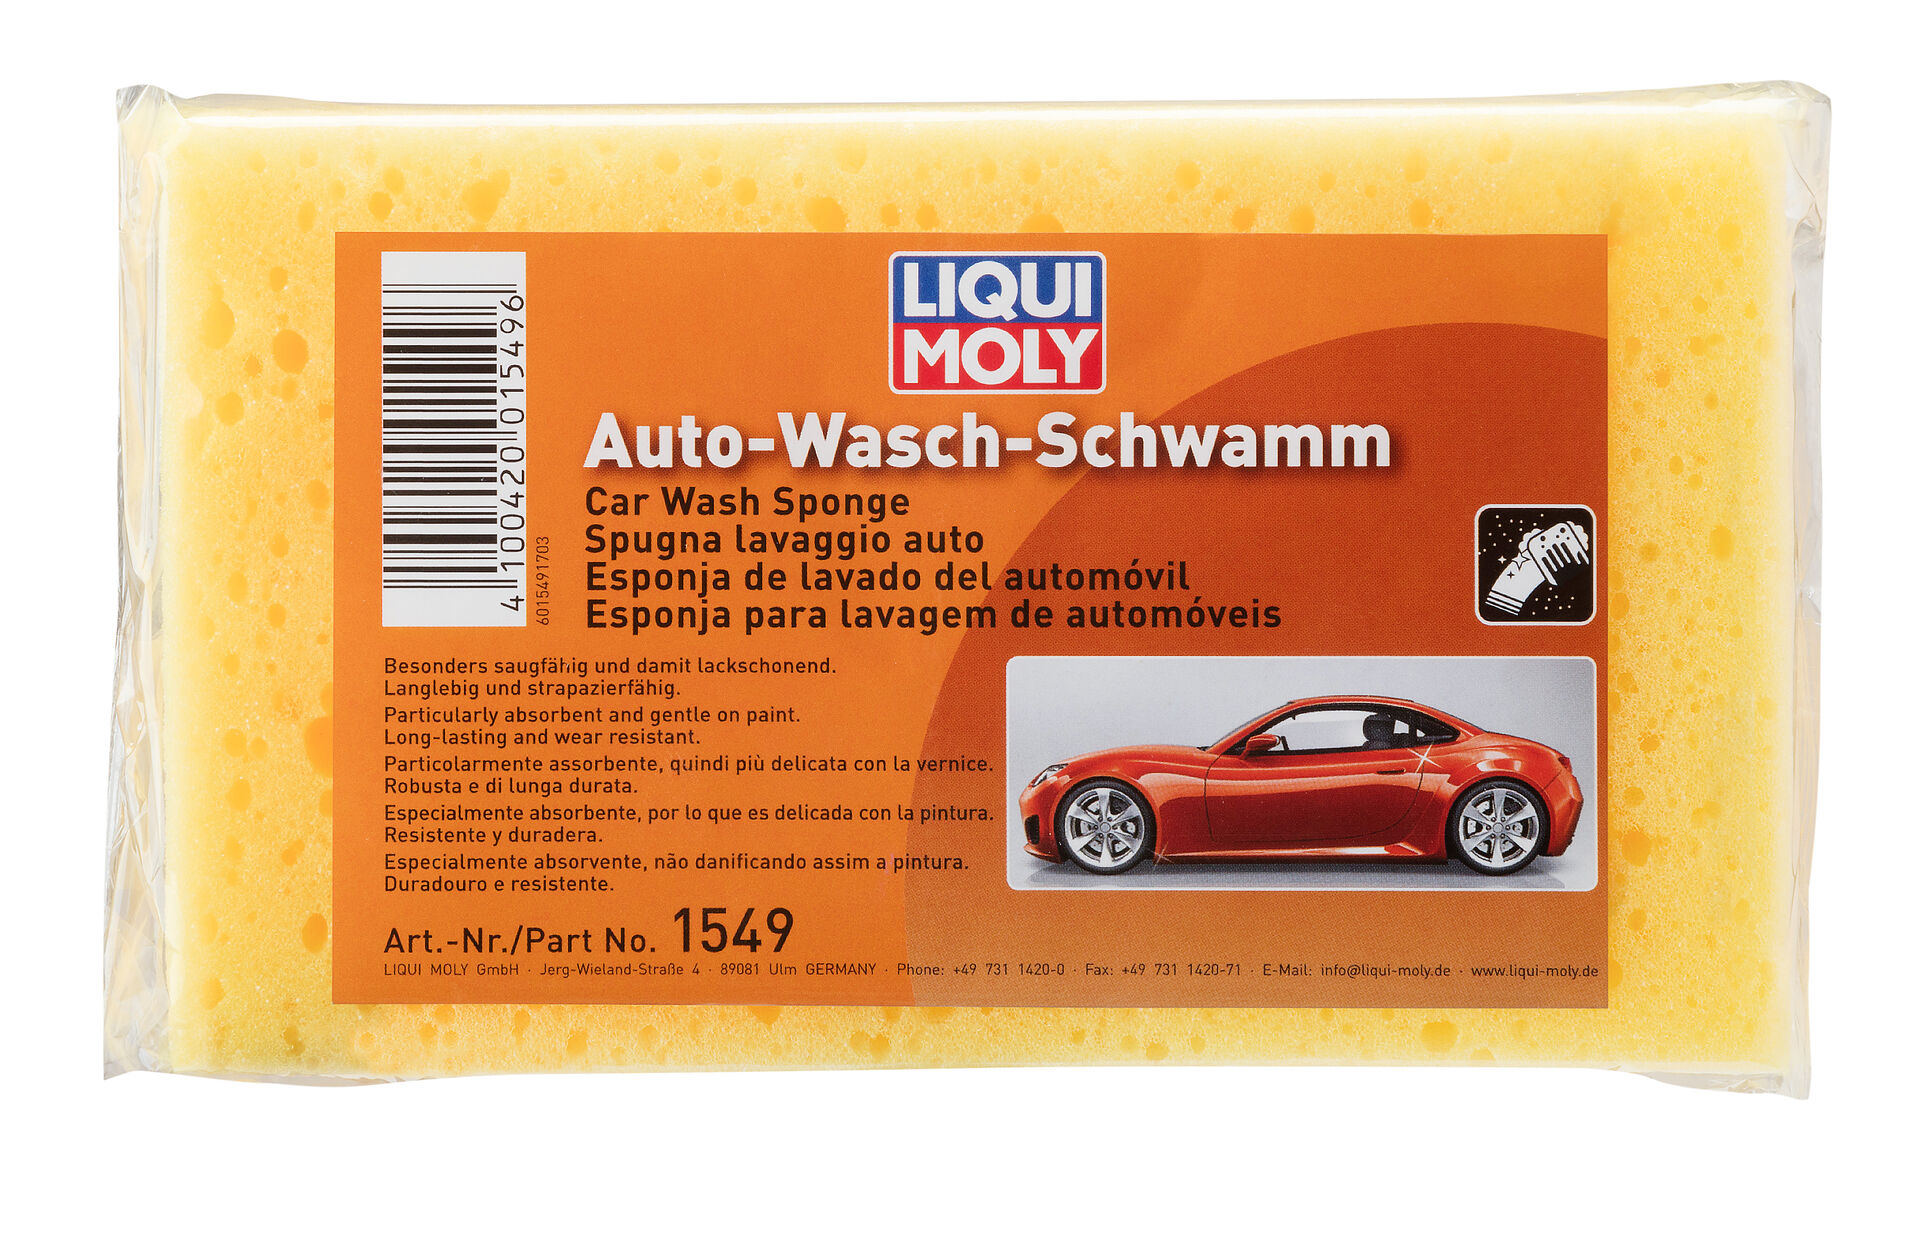 LIQUI
MOLY
Auto-Wasch-Schwamm
Car Wash Sponge
Spugna lavaggio auto
Esponja de lavado del automóvil
Esponja para lavagem de automóveis
4 100420 015496
6015491703
Besonders saugfähig und damit lackschonend.
Langlebig und strapazierfähig.
Particularly absorbent and gentle on paint.
Long-lasting and wear resistant.
Particolarmente assorbente, quindi più delicata con la vernice.
Robusta e di lunga durata.
Especialmente absorbente, por lo que es delicada con la pintura.
Resistente y duradera.
Especialmente absorvente, não danificando assim a pintura.
Duradouro e resistente.
Art.-Nr./Part No. 1549
LIQUI MOLY GmbH · Jerg-Wieland-Straße 4 · 89081 Ulm GERMANY · Phone: +49 731 1420-0 · Fax: +49 731 1420-71 · E-Mail: info@liqui-moly.de · www.liqui-moly.de